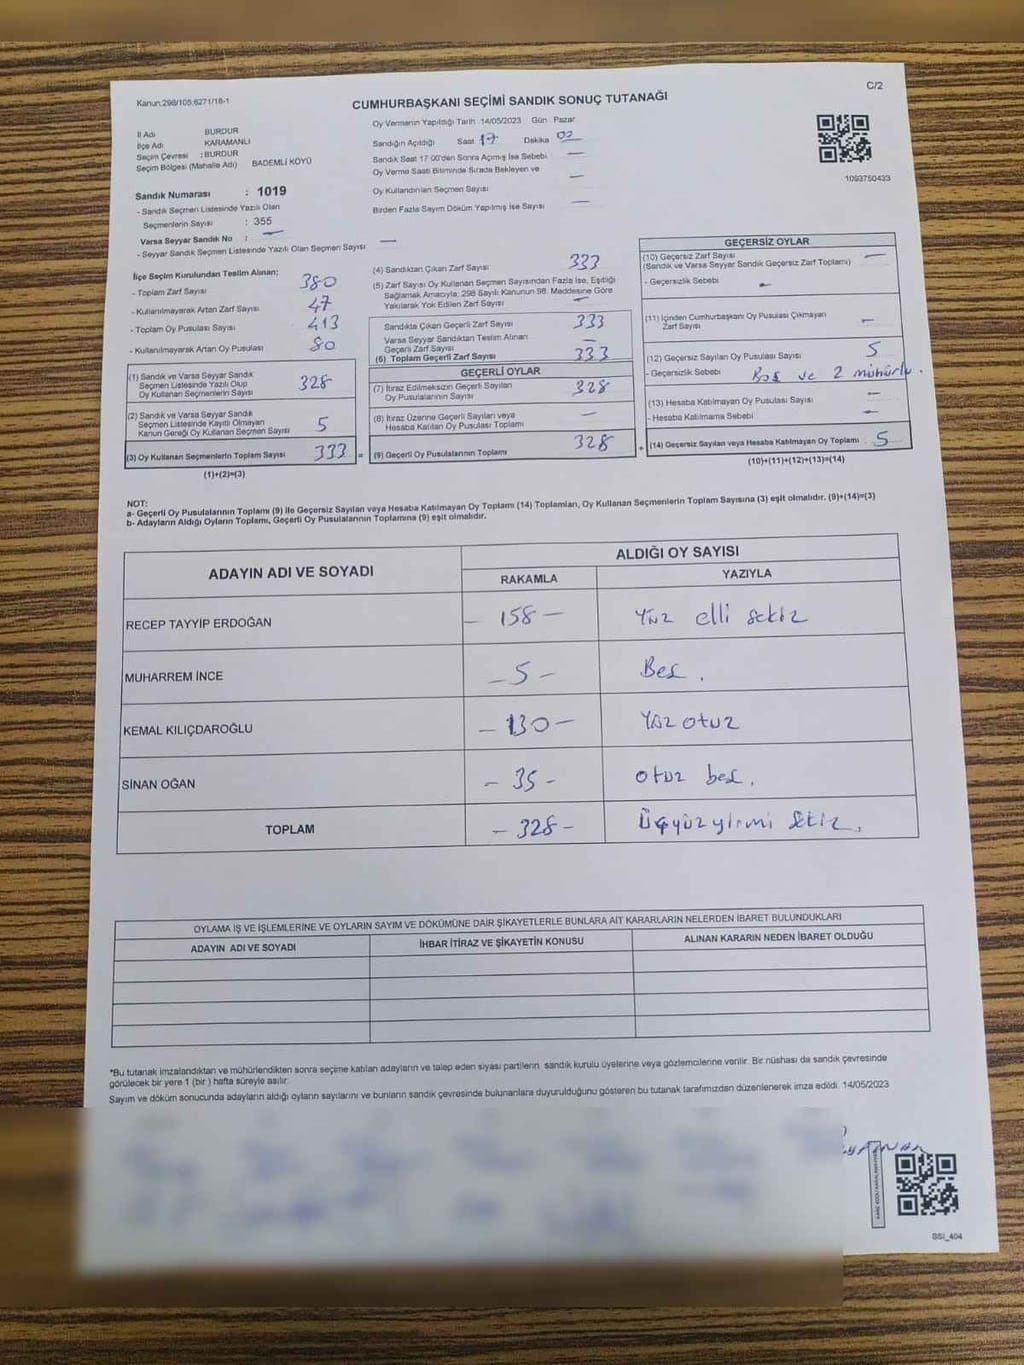 Kanun:298/105;6271/16-1
CUMHURBAŞKANI SEÇİMİ SANDIK SONUÇ TUTANAĞI
C/2
İl Adı BURDUR
İlçe Adı KARAMANLI
Seçim Çevresi : BURDUR
Seçim Bölgesi (Mahalle Adı) BADEMLİ KÖYÜ
Sandık Numarası : 1019
- Sandık Seçmen Listesinde Yazılı Olan
Seçmenlerin Sayısı : 355
Varsa Seyyar Sandık No : —
- Seyyar Sandık Seçmen Listesinde Yazılı Olan Seçmen Sayısı —
Oy Vermenin Yapıldığı Tarih 14/05/2023 Gün Pazar
Sandığın Açıldığı Saat 17 Dakika 00
Sandık Saat 17 00'den Sonra Açılmış İse Sebebi —
Oy Verme Saati Bitiminde Sırada Bekleyen ve —
Oy Kullandırılan Seçmen Sayısı
Birden Fazla Sayım Döküm Yapılmış İse Sayısı —
1093750433
İlçe Seçim Kurulundan Teslim Alınan;
- Toplam Zarf Sayısı 380
- Kullanılmayarak Artan Zarf Sayısı 47
- Toplam Oy Pusulası Sayısı 413
- Kullanılmayarak Artan Oy Pusulası 80
(1) Sandık ve Varsa Seyyar Sandık
Seçmen Listesinde Yazılı Olup
Oy Kullanan Seçmenlerin Sayısı 328
(2) Sandık ve Varsa Seyyar Sandık
Seçmen Listesinde Kayıtlı Olmayan
Kanun Gereği Oy Kullanan Seçmen Sayısı 5
(3) Oy Kullanan Seçmenlerin Toplam Sayısı 333 =
(1)+(2)=(3)
(4) Sandıktan Çıkan Zarf Sayısı 333
(5) Zarf Sayısı Oy Kullanan Seçmen Sayısından Fazla İse, Eşitliği
Sağlamak Amacıyla; 298 Sayılı Kanunun 98. Maddesine Göre
Yakılarak Yok Edilen Zarf Sayısı —
Sandıkta Çıkan Geçerli Zarf Sayısı 333
Varsa Seyyar Sandıktan Teslim Alınan
Geçerli Zarf Sayısı —
(6) Toplam Geçerli Zarf Sayısı 333
GEÇERLİ OYLAR
(7) İtiraz Edilmeksizin Geçerli Sayılan
Oy Pusulalarının Sayısı 328
(8) İtiraz Üzerine Geçerli Sayılan veya
Hesaba Katılan Oy Pusulası Toplamı —
(9) Geçerli Oy Pusulalarının Toplamı 328 +
GEÇERSİZ OYLAR
(10) Geçersiz Zarf Sayısı
(Sandık ve Varsa Seyyar Sandık Geçersiz Zarf Toplamı) —
- Geçersizlik Sebebi —
(11) İçinden Cumhurbaşkanı Oy Pusulası Çıkmayan
Zarf Sayısı —
(12) Geçersiz Sayılan Oy Pusulası Sayısı 5
- Geçersizlik Sebebi Boş ve 2 mühürlü.
(13) Hesaba Katılmayan Oy Pusulası Sayısı —
- Hesaba Katılmama Sebebi —
(14) Geçersiz Sayılan veya Hesaba Katılmayan Oy Toplamı 5
(10)+(11)+(12)+(13)=(14)
NOT:
a- Geçerli Oy Pusulalarının Toplamı (9) ile Geçersiz Sayılan veya Hesaba Katılmayan Oy Toplamı (14) Toplamları, Oy Kullanan Seçmenlerin Toplam Sayısına (3) eşit olmalıdır. (9)+(14)=(3)
b- Adayların Aldığı Oyların Toplamı, Geçerli Oy Pusulalarının Toplamına (9) eşit olmalıdır.
ADAYIN ADI VE SOYADI
ALDIĞI OY SAYISI
RAKAMLA YAZIYLA
RECEP TAYYİP ERDOĞAN – 158 – Yüz elli sekiz
MUHARREM İNCE – 5 – Beş.
KEMAL KILIÇDAROĞLU – 130 – Yüz otuz
SİNAN OĞAN – 35 – otuz beş.
TOPLAM – 328 – Üçyüz yirmi sekiz.
OYLAMA İŞ VE İŞLEMLERİNE VE OYLARIN SAYIM VE DÖKÜMÜNE DAİR ŞİKAYETLERLE BUNLARA AİT KARARLARIN NELERDEN İBARET BULUNDUKLARI
ADAYIN ADI VE SOYADI İHBAR İTİRAZ VE ŞİKAYETİN KONUSU ALINAN KARARIN NEDEN İBARET OLDUĞU
*Bu tutanak imzalandıktan ve mühürlendikten sonra seçime katılan adayların ve talep eden siyasi partilerin sandık kurulu üyelerine veya gözlemcilerine verilir. Bir nüshası da sandık çevresinde
görülecek bir yere 1 (bir ) hafta süreyle asılır
Sayım ve döküm sonucunda adayların aldığı oyların sayılarını ve bunların sandık çevresinde bulunanlara duyurulduğunu gösteren bu tutanak tarafımızdan düzenlenerek imza edildi. 14/05/2023
SSI_404